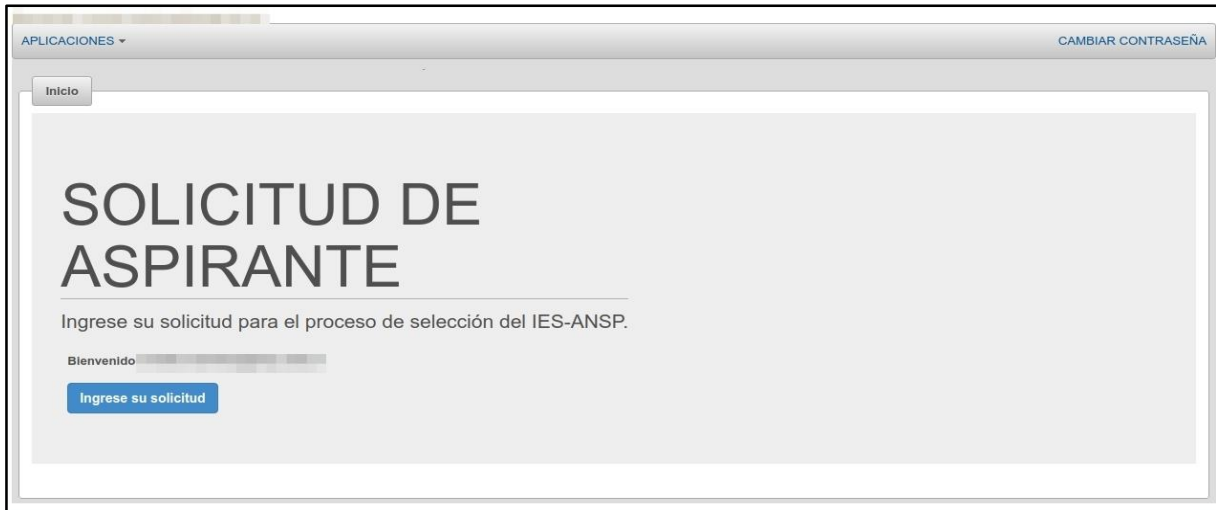 APLICACIONES
CAMBIAR CONTRASEÑA
Inicio
SOLICITUD DE
ASPIRANTE
Ingrese su solicitud para el proceso de selección del IES-ANSP.
Bienvenido
Ingrese su solicitud